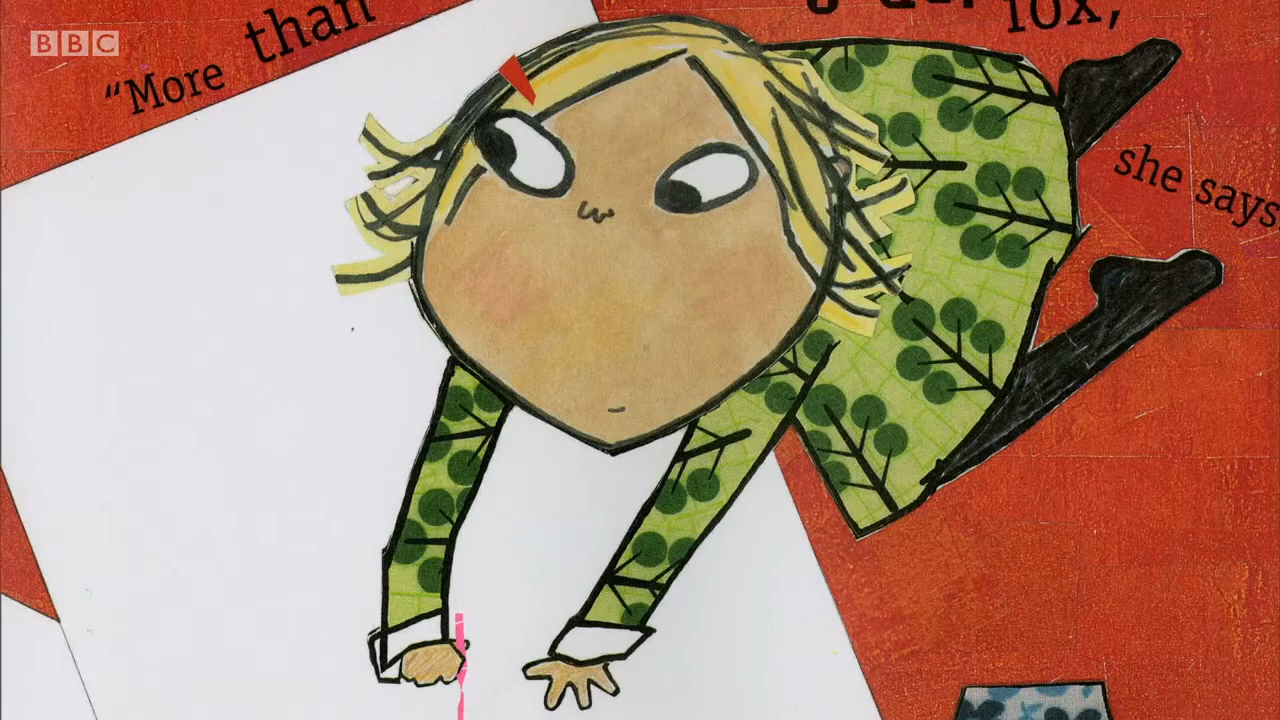 BBC
“More than
fox,
she says.